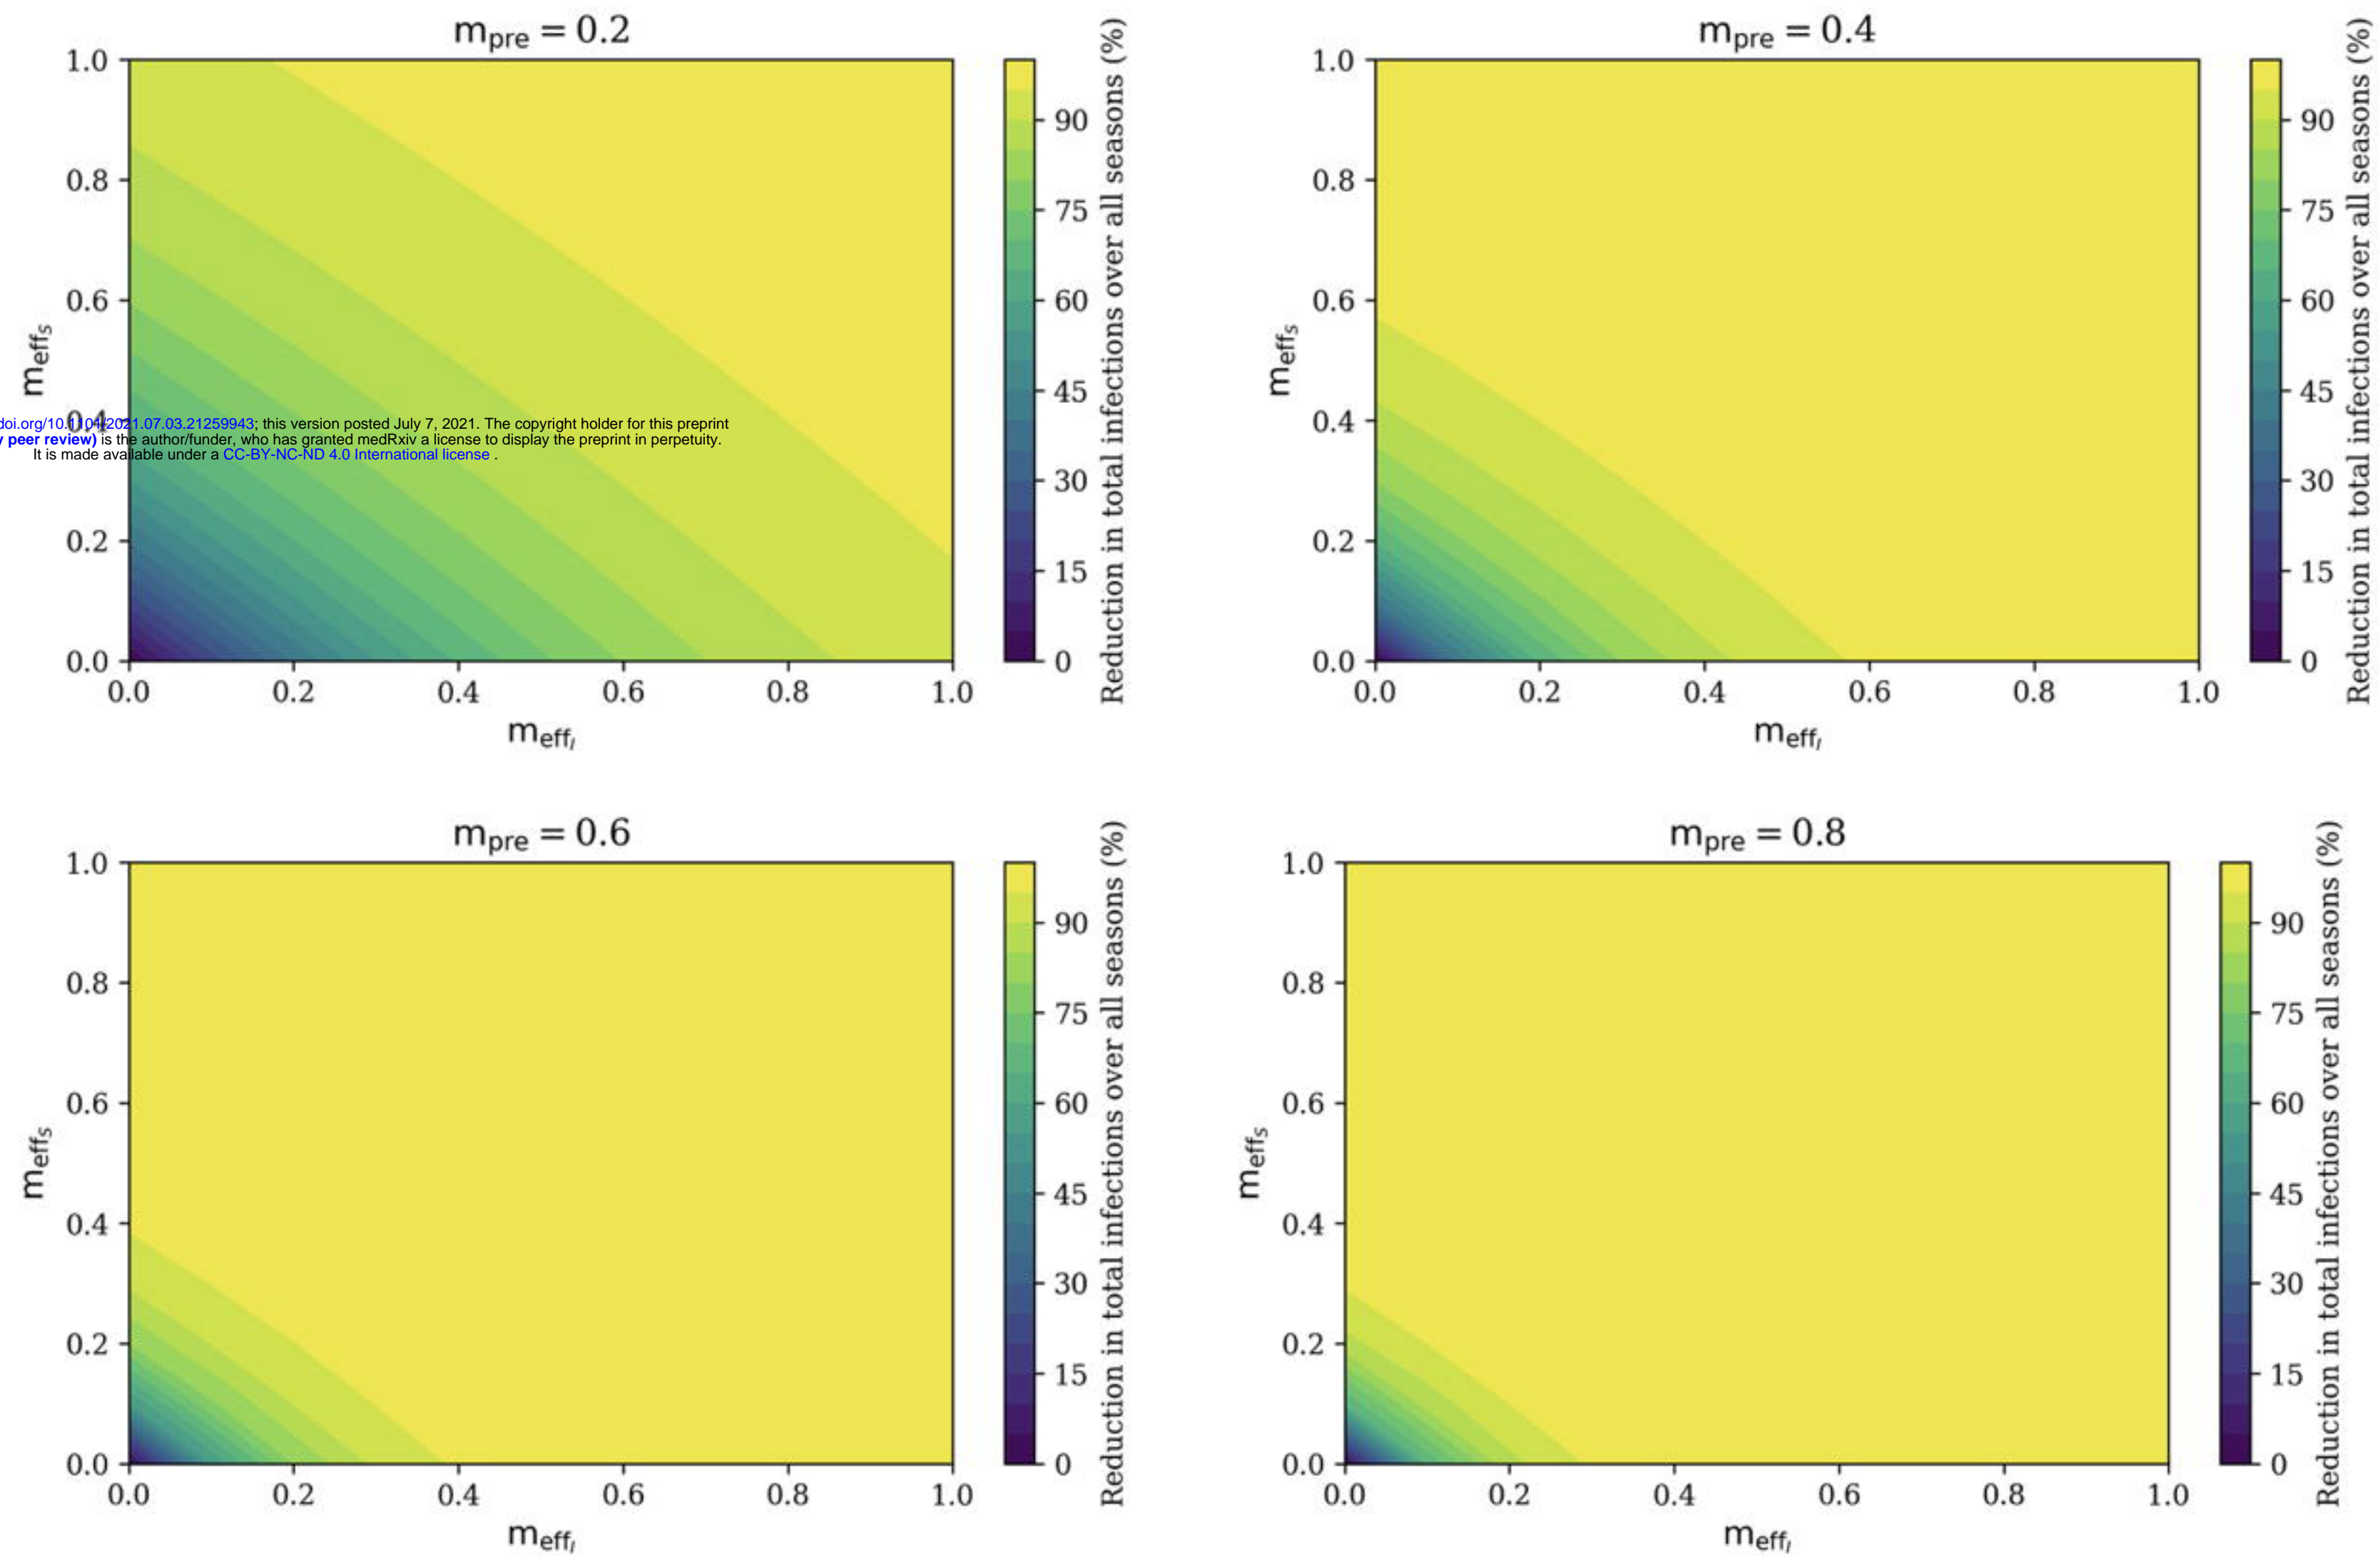 m_pre = 0.2
1.0
0.8
0.6
0.4
0.2
0.0
m_effS
0.0 0.2 0.4 0.6 0.8 1.0
m_effI
90
75
60
45
30
15
0
Reduction in total infections over all seasons (%)
doi.org/10.1104/2021.07.03.21259943; this version posted July 7, 2021. The copyright holder for this preprint
y peer review) is the author/funder, who has granted medRxiv a license to display the preprint in perpetuity.
It is made available under a CC-BY-NC-ND 4.0 International license .
m_pre = 0.4
1.0
0.8
0.6
0.4
0.2
0.0
m_effS
0.0 0.2 0.4 0.6 0.8 1.0
m_effI
90
75
60
45
30
15
0
Reduction in total infections over all seasons (%)
m_pre = 0.6
1.0
0.8
0.6
0.4
0.2
0.0
m_effS
0.0 0.2 0.4 0.6 0.8 1.0
m_effI
90
75
60
45
30
15
0
Reduction in total infections over all seasons (%)
m_pre = 0.8
1.0
0.8
0.6
0.4
0.2
0.0
m_effS
0.0 0.2 0.4 0.6 0.8 1.0
m_effI
90
75
60
45
30
15
0
Reduction in total infections over all seasons (%)